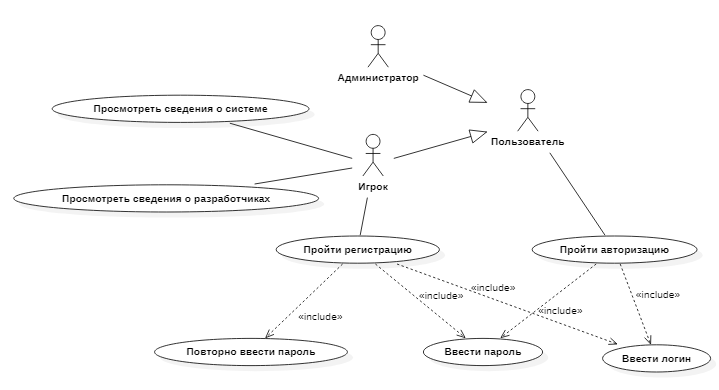 Администратор
Просмотреть сведения о системе
Пользователь
Игрок
Просмотреть сведения о разработчиках
Пройти регистрацию
Пройти авторизацию
«include»
«include»
«include»
«include»
«include»
Повторно ввести пароль
Ввести пароль
Ввести логин